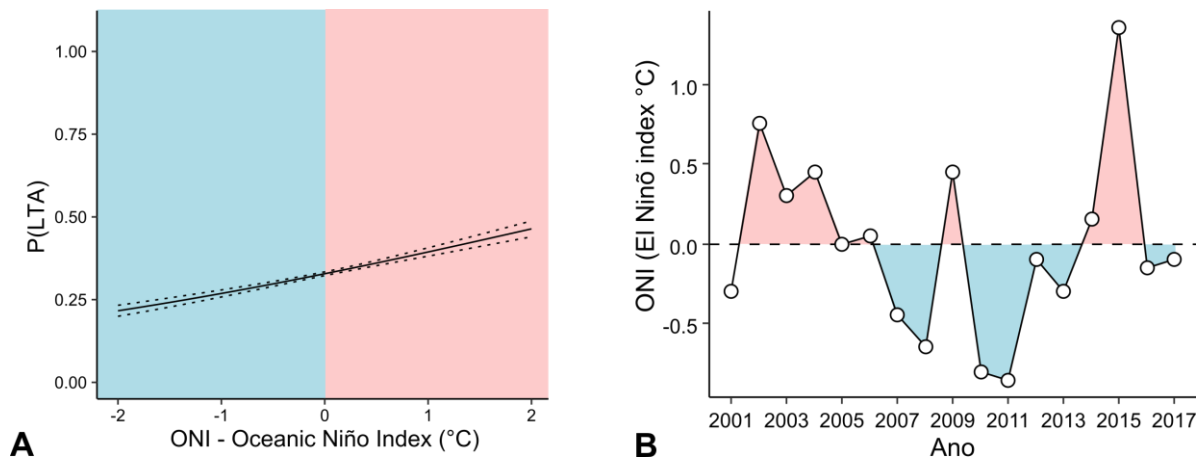 P(LTA)
1.00
0.75
0.50
0.25
0.00
-2 -1 0 1 2
ONI - Oceanic Niño Index (°C)
A
ONI (El Ninõ index °C)
1.0
0.5
0.0
-0.5
2001 2003 2005 2007 2009 2011 2013 2015 2017
Ano
B